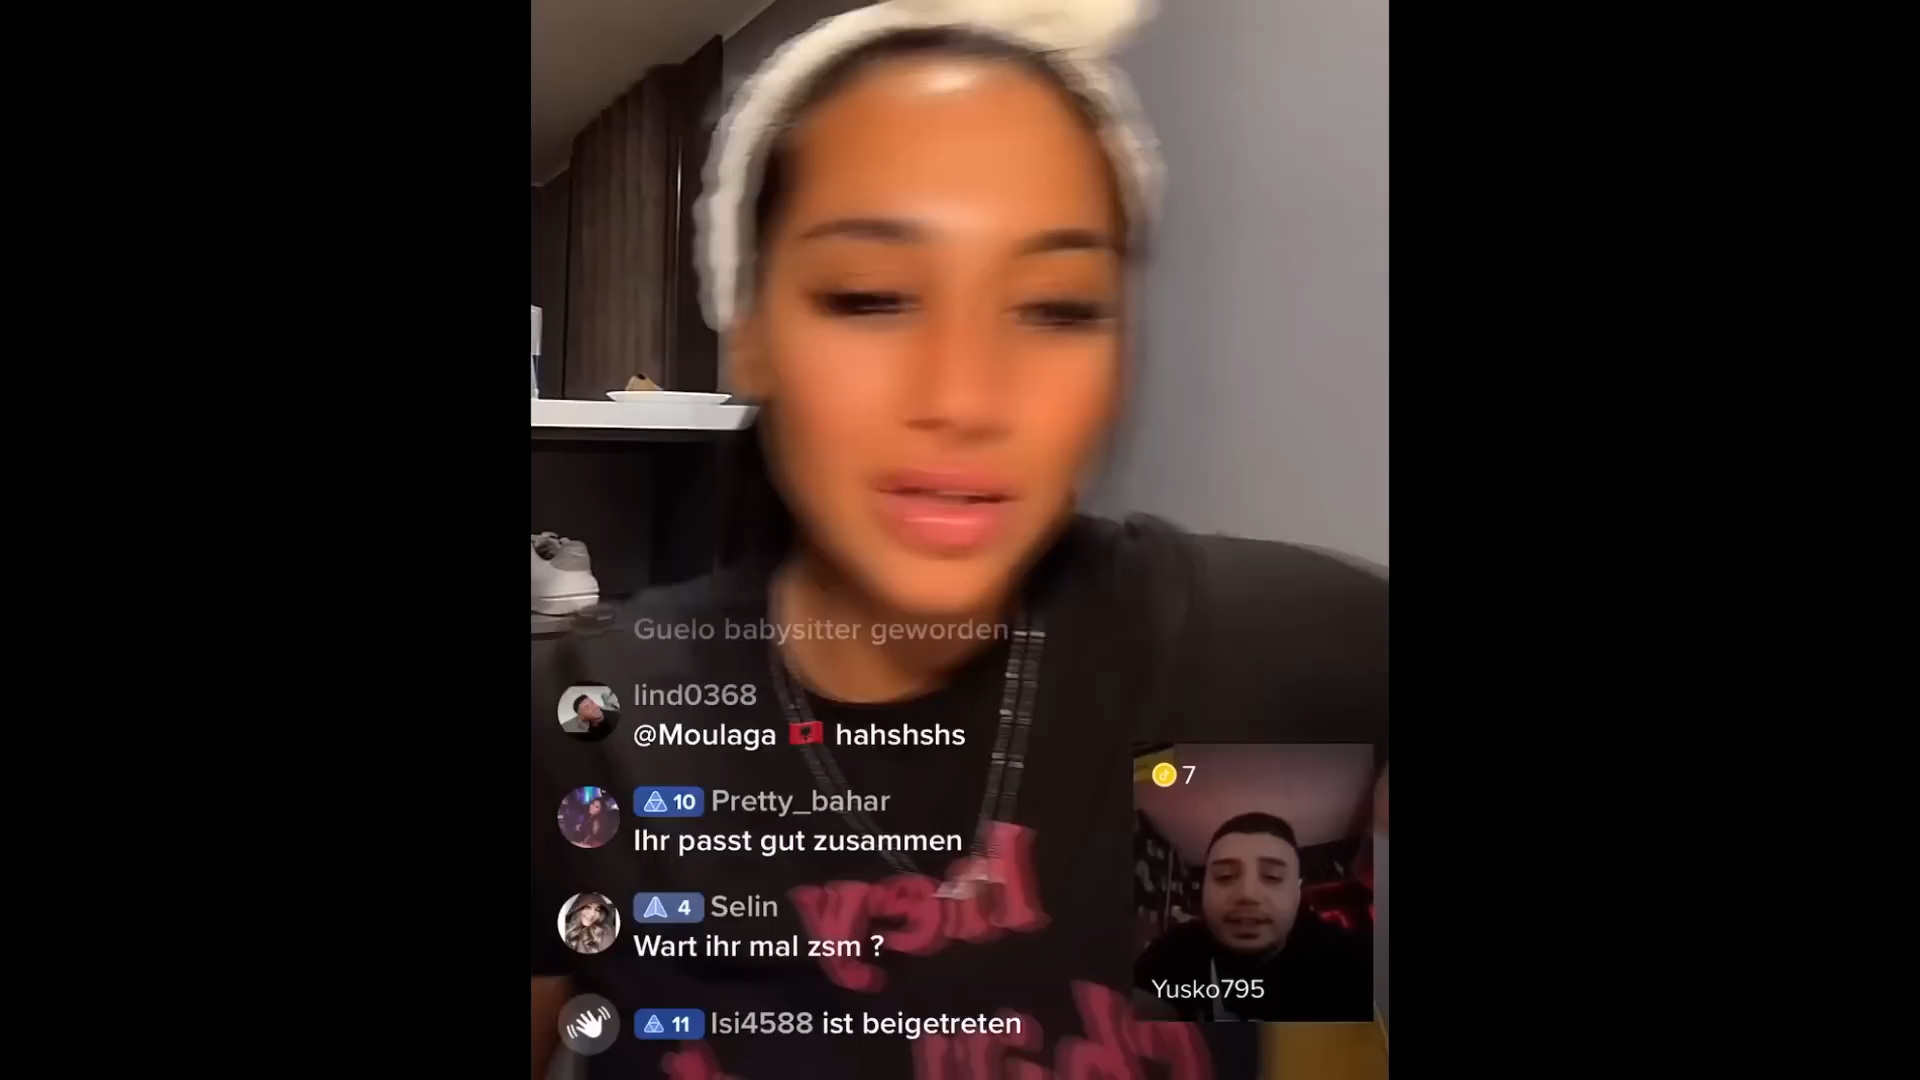 Guelo babysitter geworden
lind0368
@Moulaga 🇦🇱 hahshshs
10 Pretty_bahar
Ihr passt gut zusammen
4 Selin
Wart ihr mal zsm ?
11 Isi4588 ist beigetreten
7
Yusko795